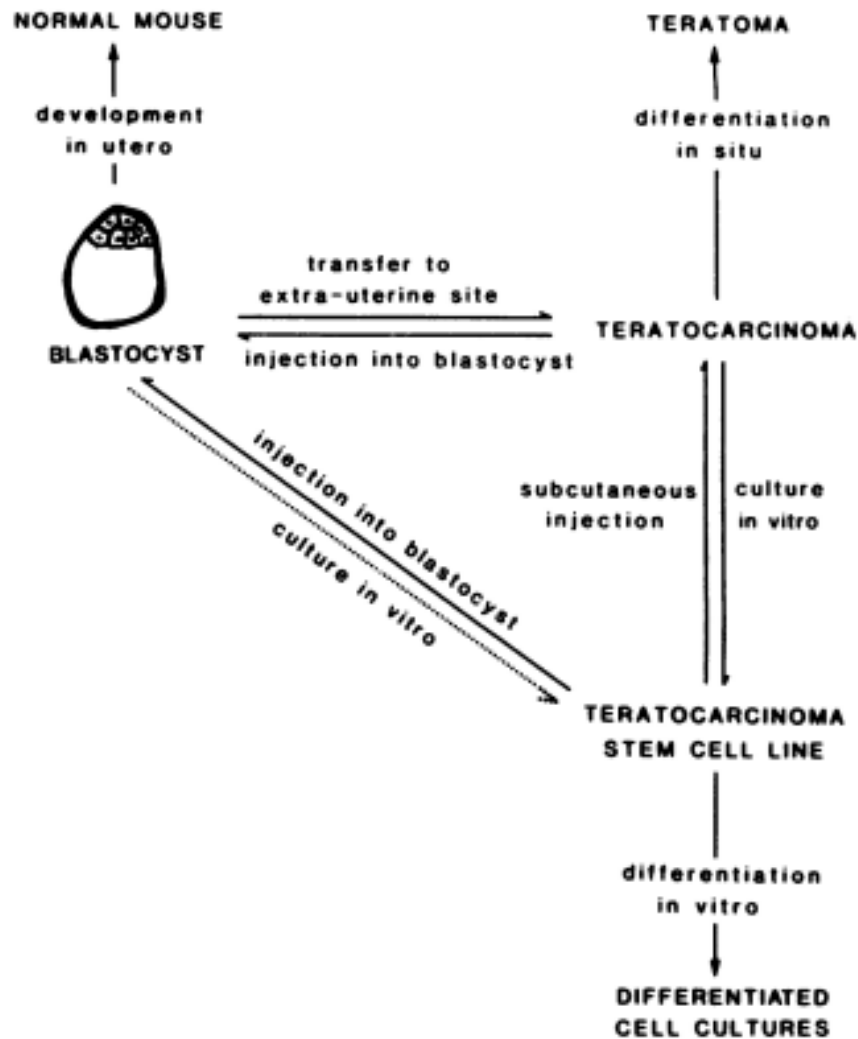 NORMAL MOUSE
TERATOMA
development
in utero
differentiation
in situ
transfer to
extra-uterine site
BLASTOCYST
injection into blastocyst
TERATOCARCINOMA
injection into blastocyst
culture in vitro
subcutaneous
injection
culture
in vitro
TERATOCARCINOMA
STEM CELL LINE
differentiation
in vitro
DIFFERENTIATED
CELL CULTURES